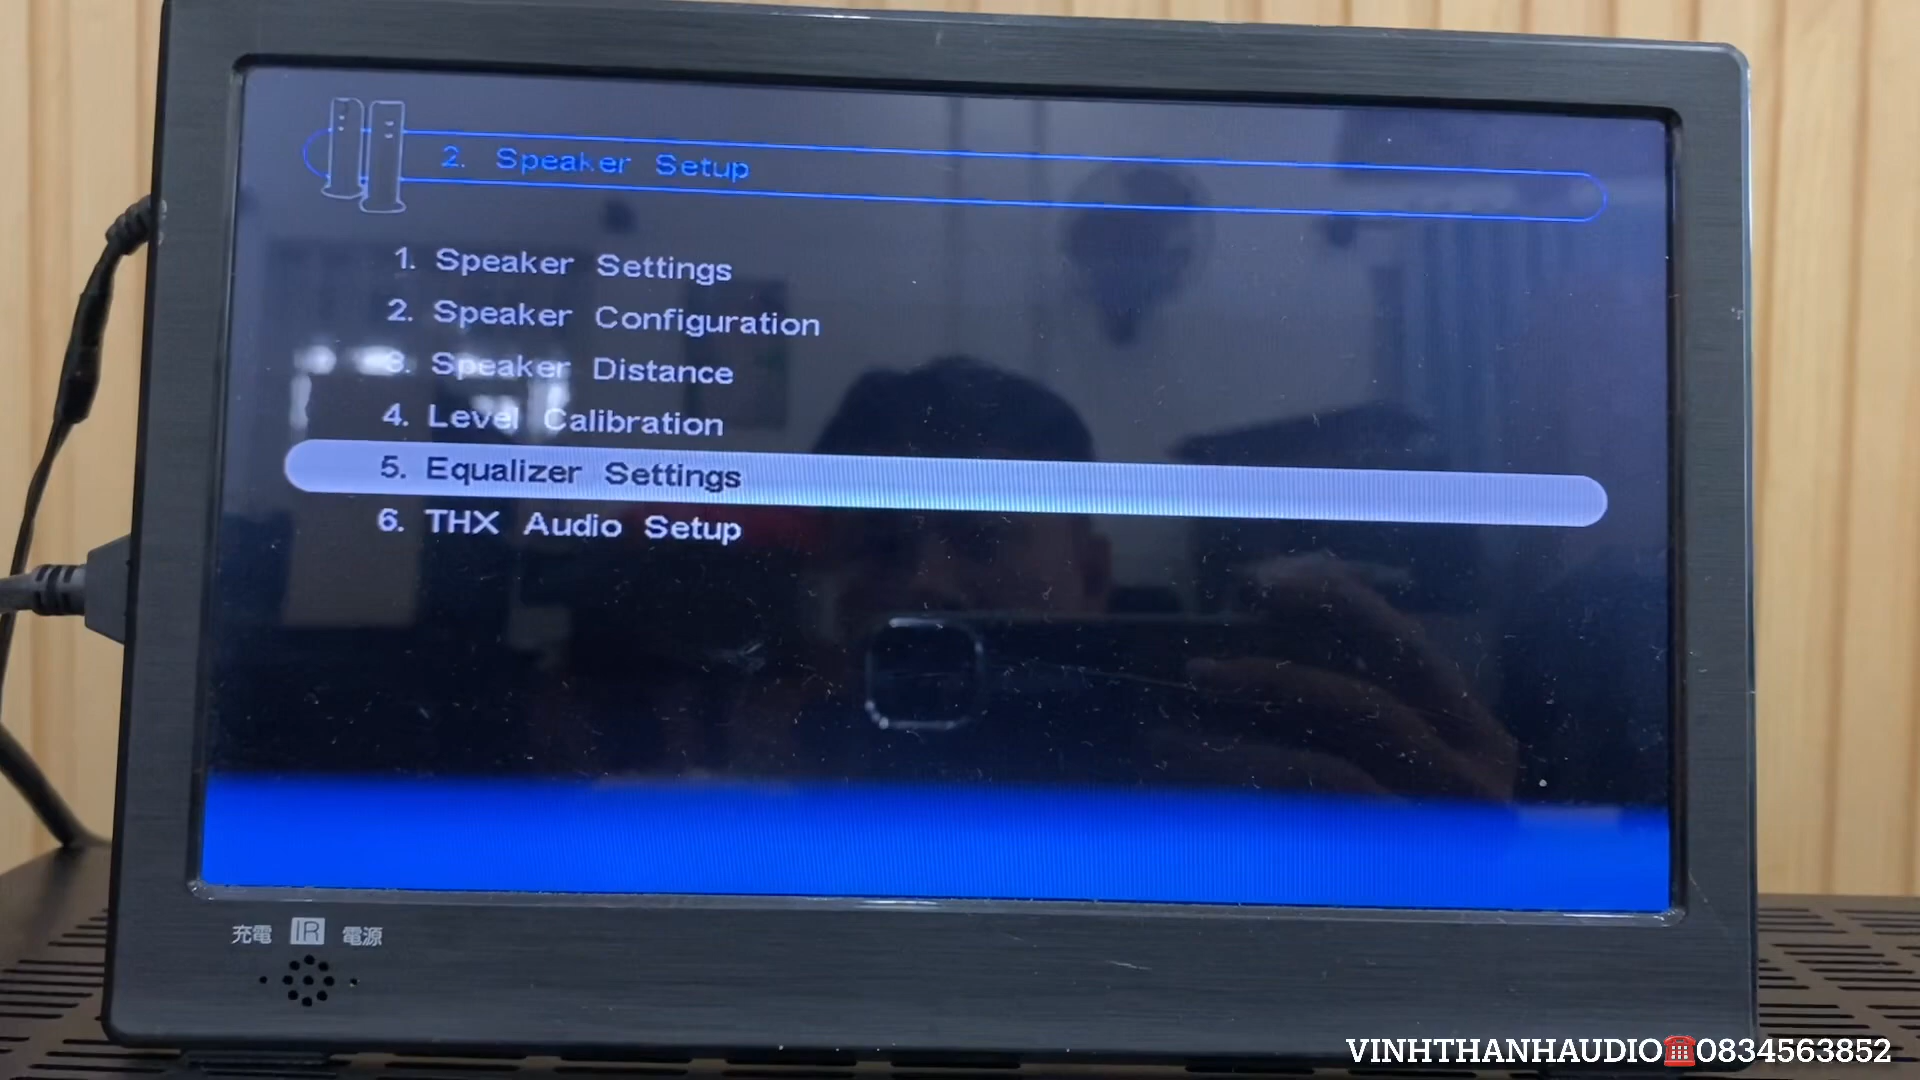 2. Speaker Setup
1. Speaker Settings
2. Speaker Configuration
3. Speaker Distance
4. Level Calibration
5. Equalizer Settings
6. THX Audio Setup
充電 IR 電源
VINHTHANHAUDIO☎️0834563852